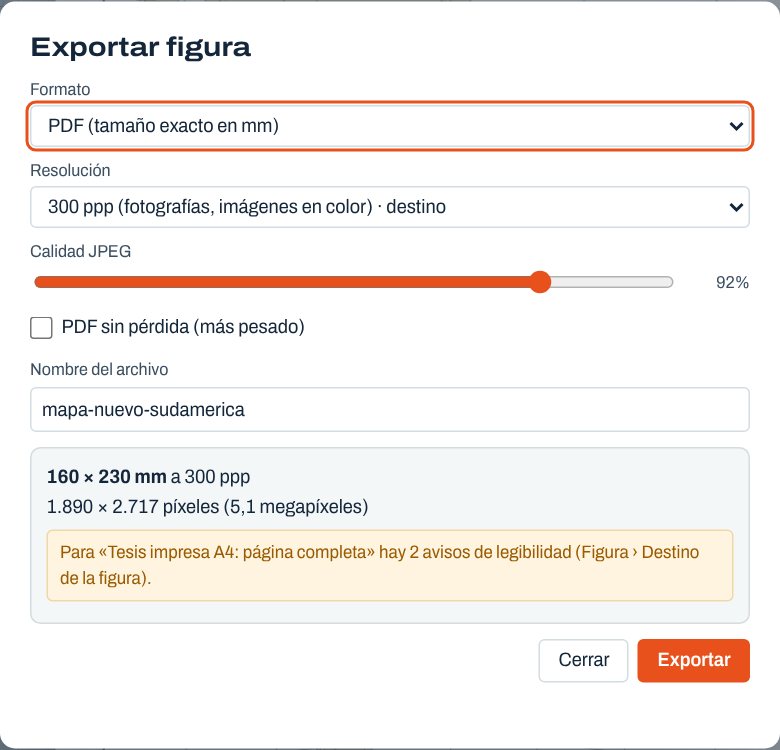 Exportar figura
Formato
PDF (tamaño exacto en mm)
Resolución
300 ppp (fotografías, imágenes en color) · destino
Calidad JPEG
92%
PDF sin pérdida (más pesado)
Nombre del archivo
mapa-nuevo-sudamerica
160 × 230 mm a 300 ppp
1.890 × 2.717 píxeles (5,1 megapíxeles)
Para «Tesis impresa A4: página completa» hay 2 avisos de legibilidad (Figura › Destino
de la figura).
Cerrar
Exportar